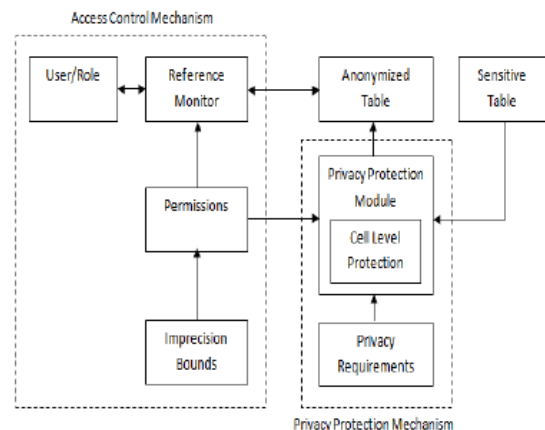 Access Control Mechanism
User/Role
Reference
Monitor
Anonymized
Table
Sensitive
Table
Permissions
Privacy Protection
Module
Cell Level
Protection
Imprecision
Bounds
Privacy
Requirements
Privacy Protection Mechanism